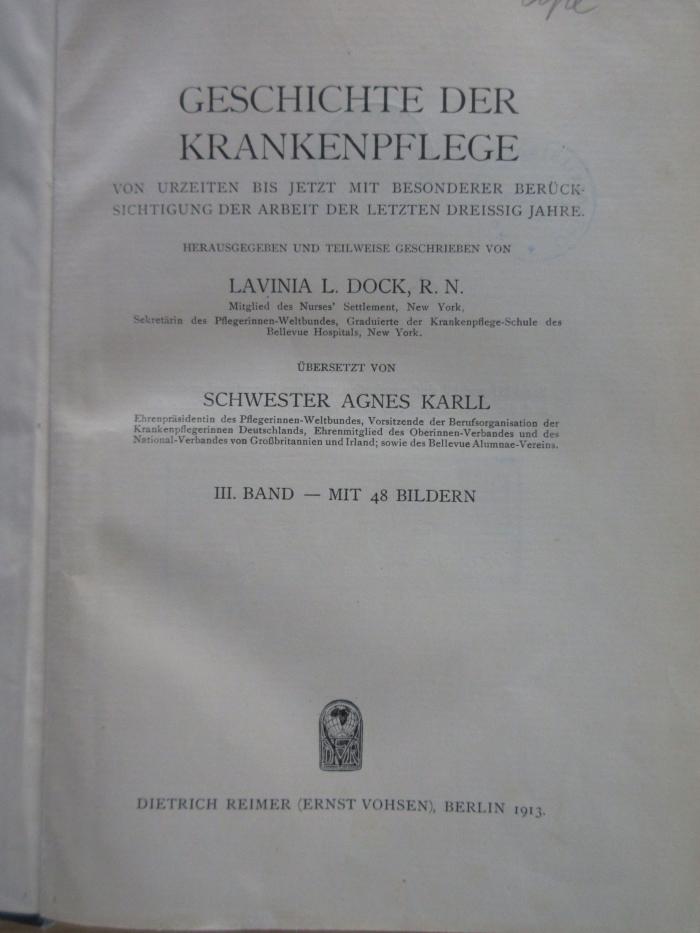 GESCHICHTE DER
KRANKENPFLEGE
VON URZEITEN BIS JETZT MIT BESONDERER BERÜCK-
SICHTIGUNG DER ARBEIT DER LETZTEN DREISSIG JAHRE.
HERAUSGEGEBEN UND TEILWEISE GESCHRIEBEN VON
LAVINIA L. DOCK, R. N.
Mitglied des Nurses' Settlement, New York,
Sekretärin des Pflegerinnen-Weltbundes, Graduierte der Krankenpflege-Schule des
Bellevue Hospitals, New York.
ÜBERSETZT VON
SCHWESTER AGNES KARLL
Ehrenpräsidentin des Pflegerinnen-Weltbundes, Vorsitzende der Berufsorganisation der
Krankenpflegerinnen Deutschlands, Ehrenmitglied des Oberinnen-Verbandes und des
National-Verbandes von Großbritannien und Irland; sowie des Bellevue Alumnae-Vereins.
III. BAND — MIT 48 BILDERN
DIETRICH REIMER (ERNST VOHSEN), BERLIN 1913.